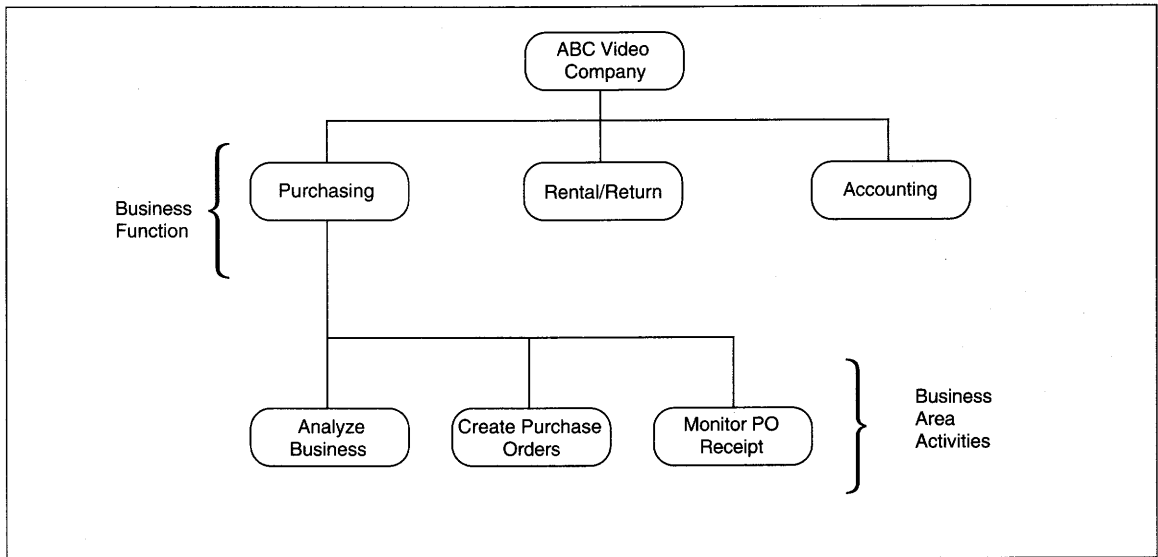 ABC Video
Company
Purchasing
Rental/Return
Accounting
Business
Function
Analyze
Business
Create Purchase
Orders
Monitor PO
Receipt
Business
Area
Activities